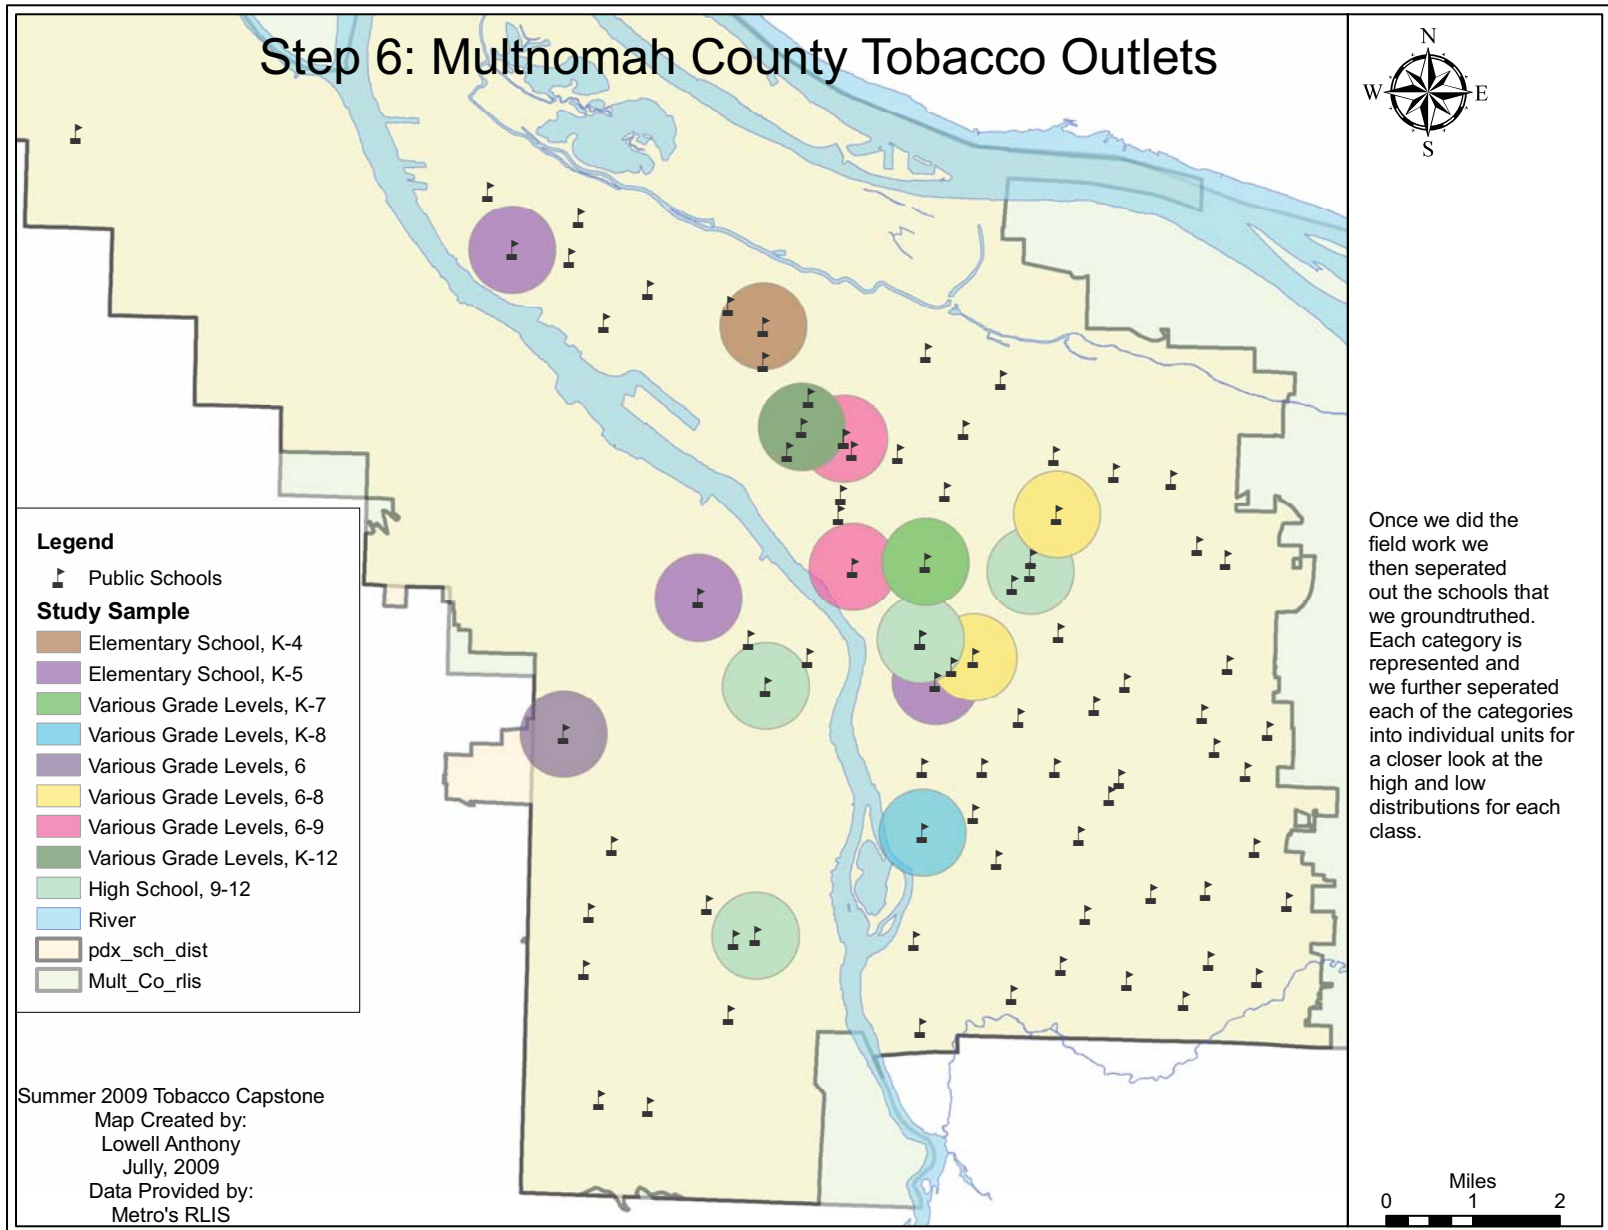 Step 6: Multnomah County Tobacco Outlets
N
W
E
S
Once we did the
field work we
then seperated
out the schools that
we groundtruthed.
Each category is
represented and
we further seperated
each of the categories
into individual units for
a closer look at the
high and low
distributions for each
class.
Legend
Public Schools
Study Sample
Elementary School, K-4
Elementary School, K-5
Various Grade Levels, K-7
Various Grade Levels, K-8
Various Grade Levels, 6
Various Grade Levels, 6-8
Various Grade Levels, 6-9
Various Grade Levels, K-12
High School, 9-12
River
pdx_sch_dist
Mult_Co_rlis
Summer 2009 Tobacco Capstone
Map Created by:
Lowell Anthony
Jully, 2009
Data Provided by:
Metro's RLIS
Miles
0 1 2